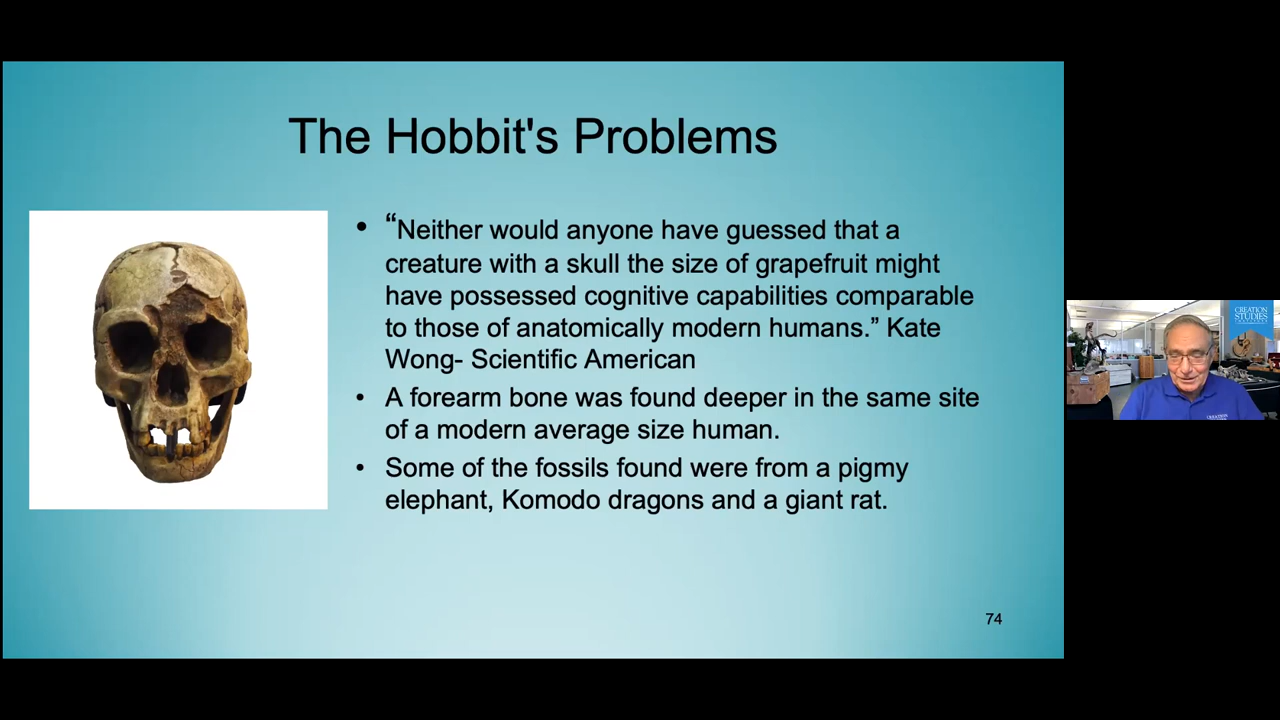 The Hobbit's Problems
• “Neither would anyone have guessed that a
creature with a skull the size of grapefruit might
have possessed cognitive capabilities comparable
to those of anatomically modern humans.” Kate
Wong- Scientific American
• A forearm bone was found deeper in the same site
of a modern average size human.
• Some of the fossils found were from a pigmy
elephant, Komodo dragons and a giant rat.
74
CREATION
STUDIES